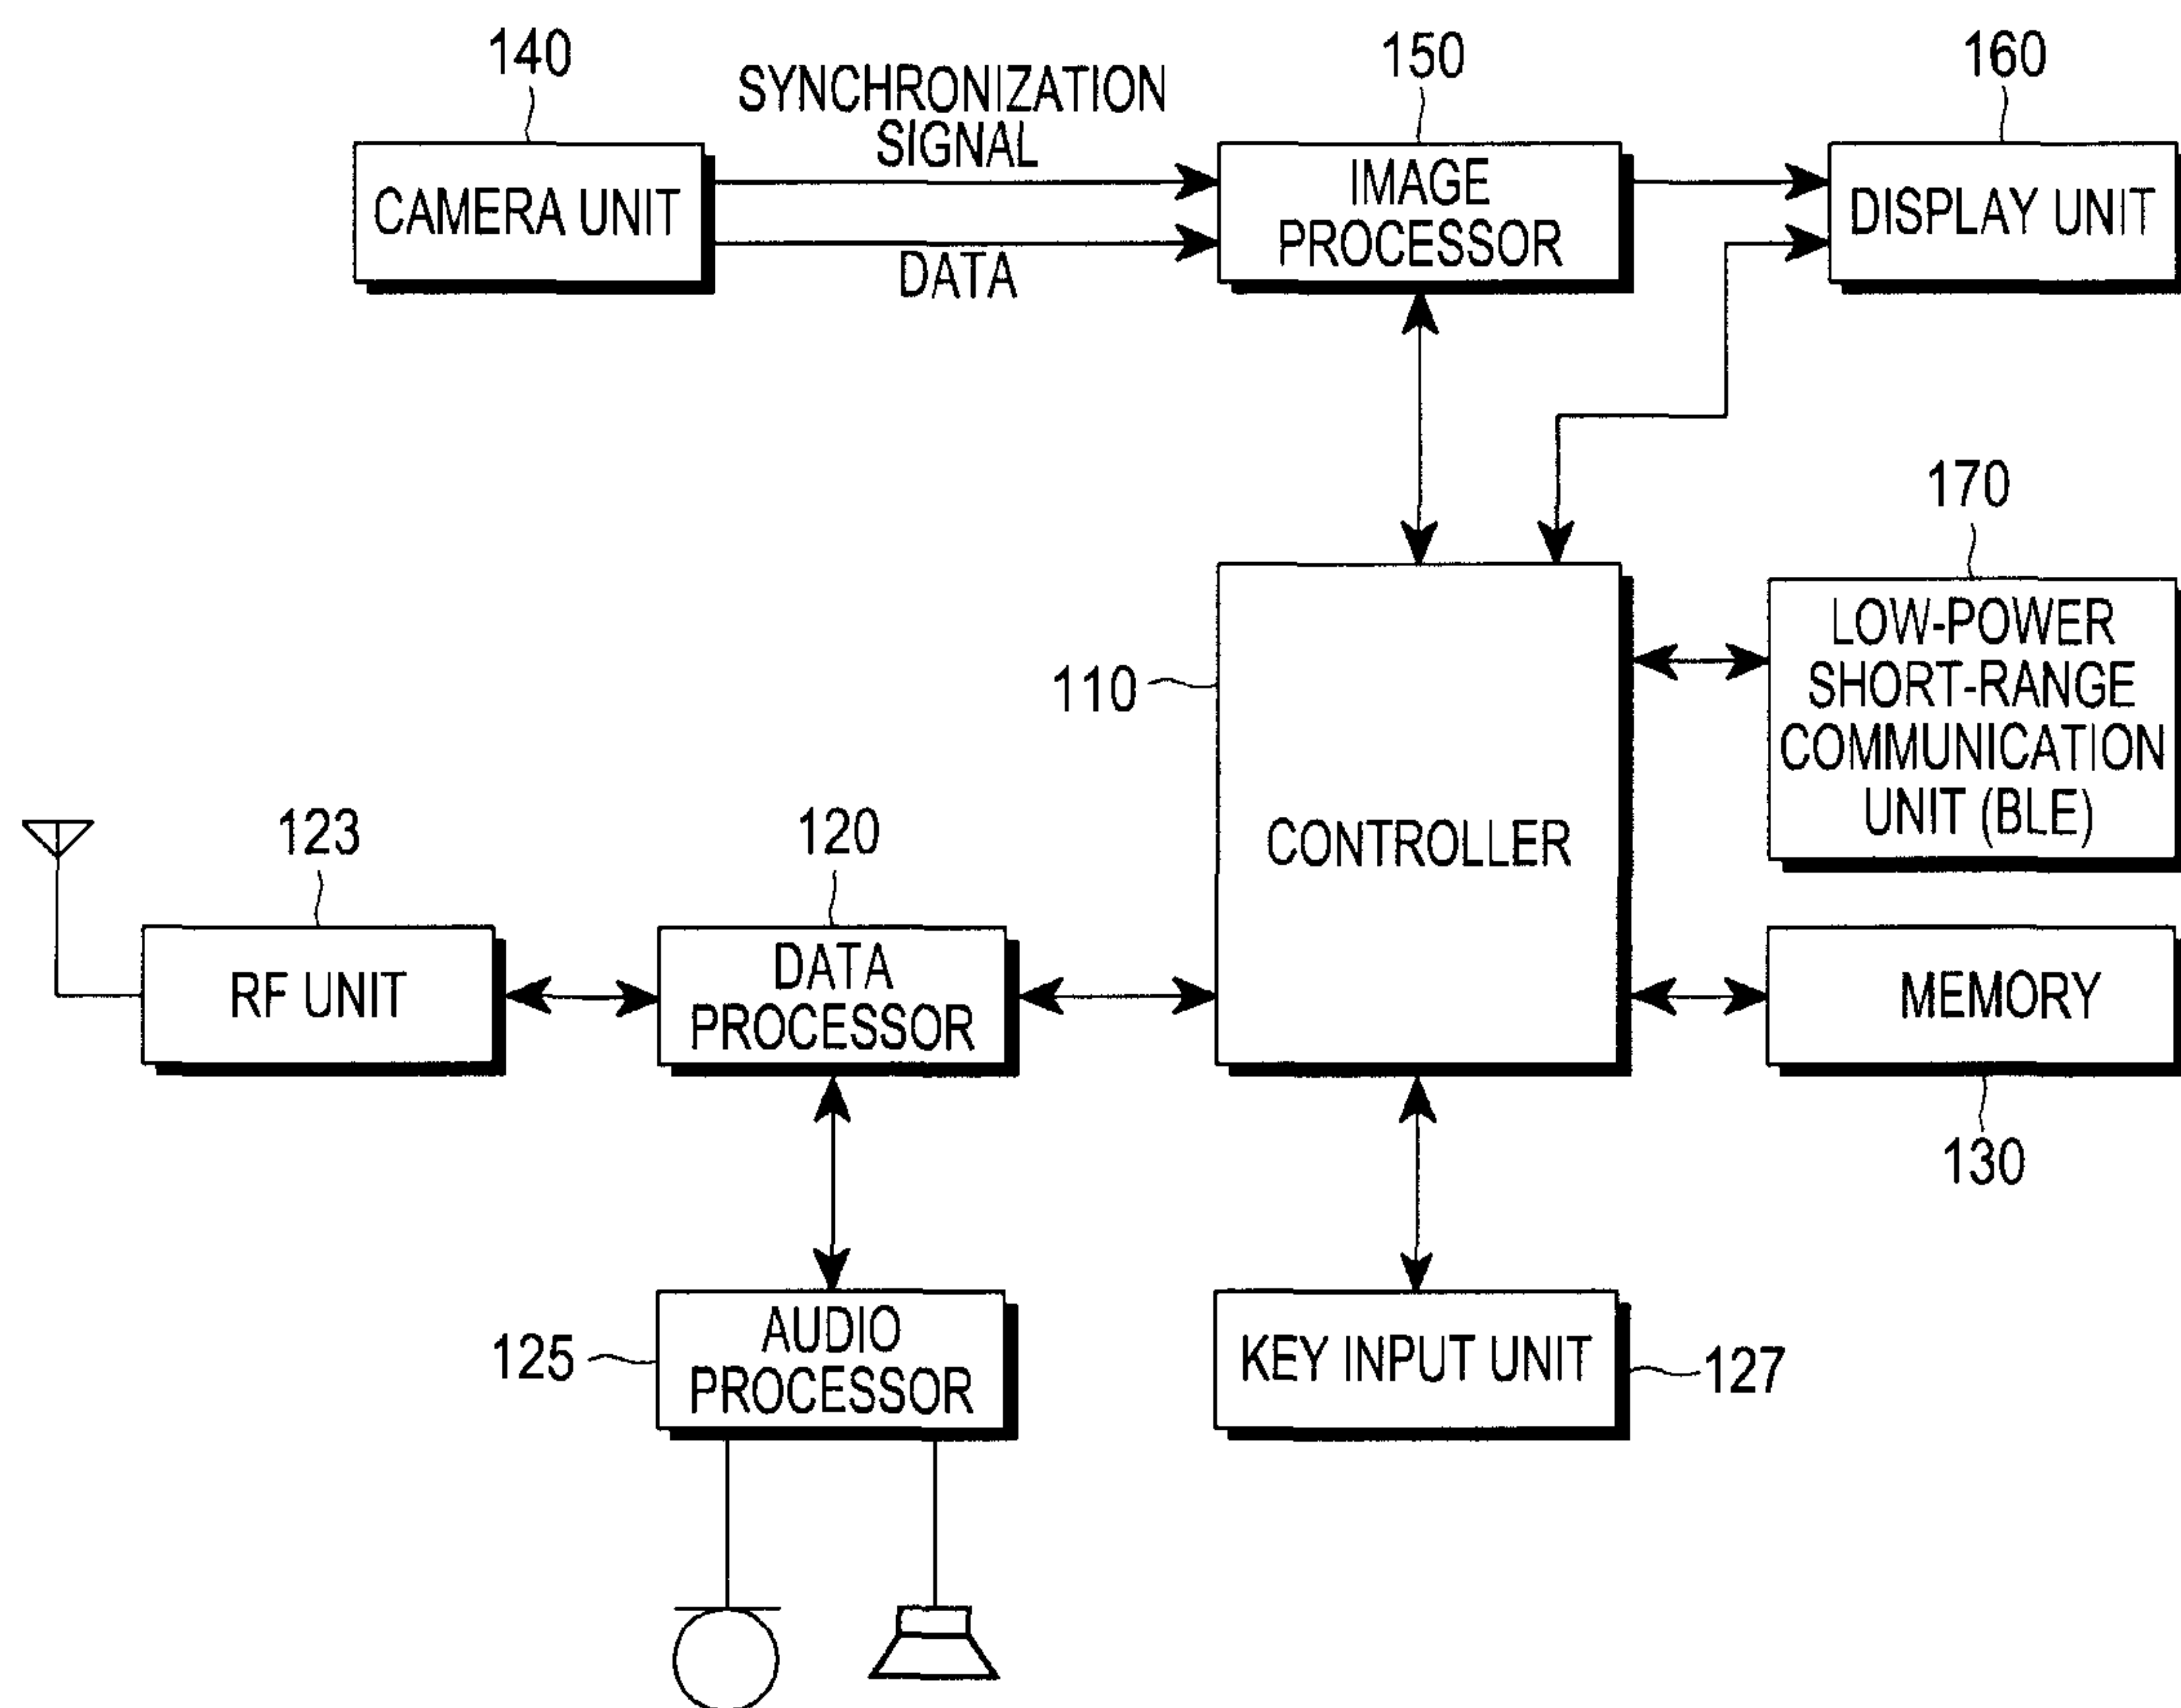 140
SYNCHRONIZATION
SIGNAL
150
160
CAMERA UNIT
DATA
IMAGE
PROCESSOR
DISPLAY UNIT
170
LOW-POWER
SHORT-RANGE
COMMUNICATION
UNIT (BLE)
110
CONTROLLER
123
120
RF UNIT
DATA
PROCESSOR
MEMORY
130
125
AUDIO
PROCESSOR
KEY INPUT UNIT
127